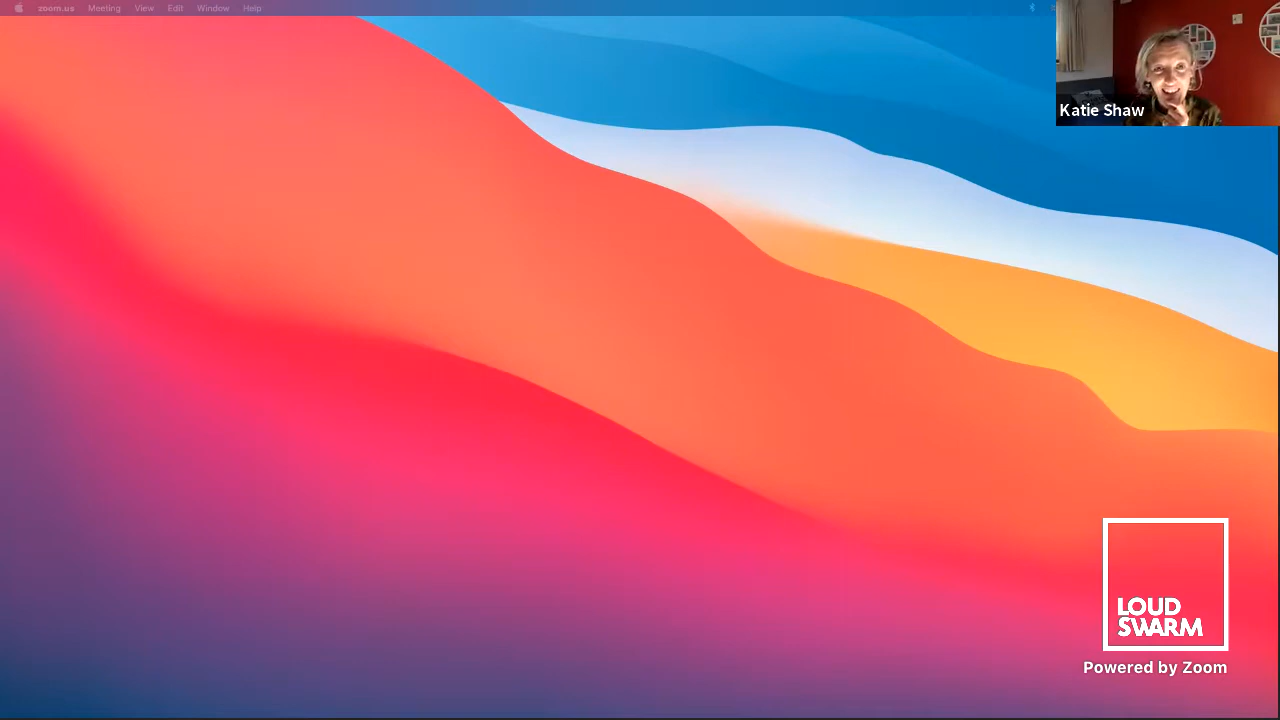 zoom.us Meeting View Edit Window Help
Katie Shaw
LOUD
SWARM
Powered by Zoom